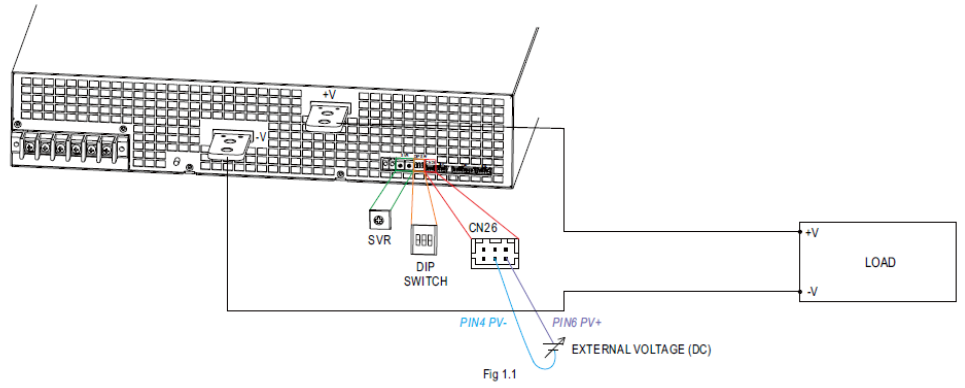 +V
-V
SVR
DIP
SWITCH
CN26
+V
LOAD
-V
PIN4 PV-
PIN6 PV+
EXTERNAL VOLTAGE (DC)
Fig 1.1